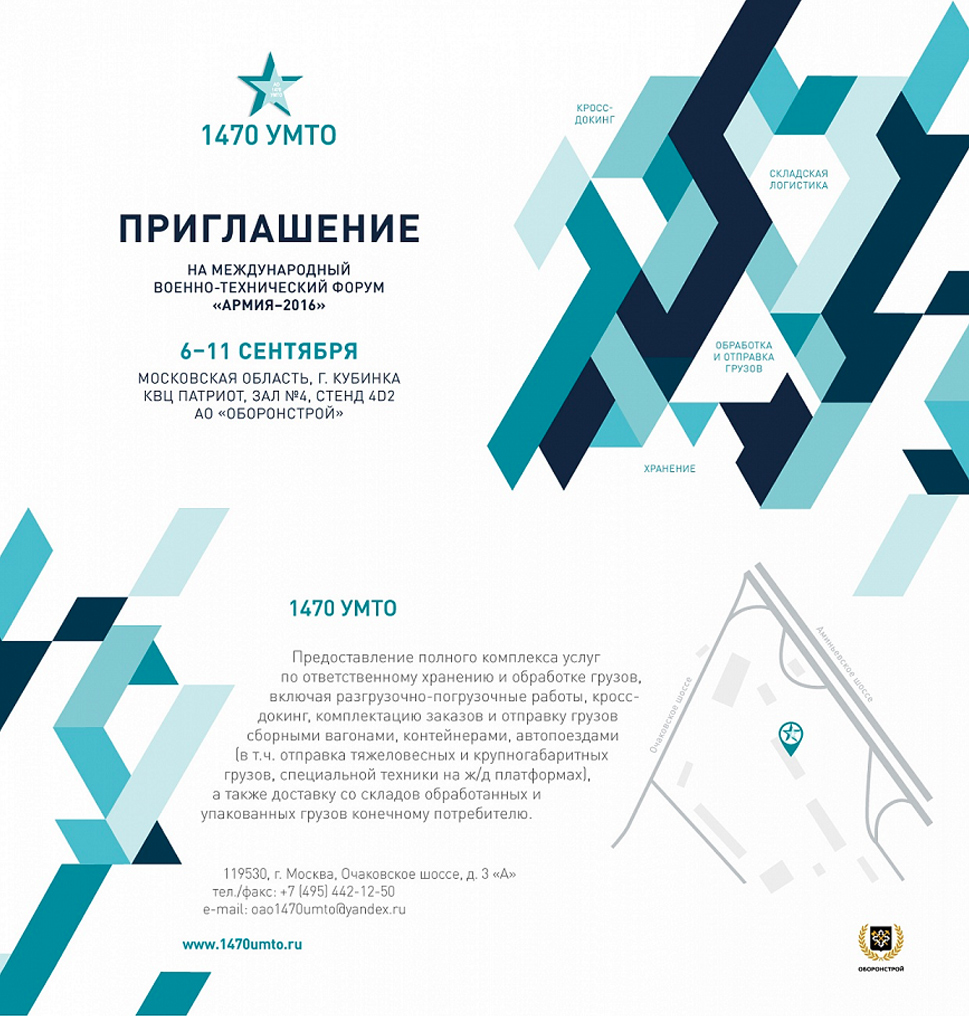 1470 УМТО
ПРИГЛАШЕНИЕ
НА МЕЖДУНАРОДНЫЙ
ВОЕННО-ТЕХНИЧЕСКИЙ ФОРУМ
«АРМИЯ–2016»
6–11 СЕНТЯБРЯ
МОСКОВСКАЯ ОБЛАСТЬ, Г. КУБИНКА
КВЦ ПАТРИОТ, ЗАЛ №4, СТЕНД 4D2
АО «ОБОРОНСТРОЙ»
КРОСС-
ДОКИНГ
СКЛАДСКАЯ
ЛОГИСТИКА
ОБРАБОТКА
И ОТПРАВКА
ГРУЗОВ
ХРАНЕНИЕ
1470 УМТО
Предоставление полного комплекса услуг
по ответственному хранению и обработке грузов,
включая разгрузочно-погрузочные работы, кросс-
докинг, комплектацию заказов и отправку грузов
сборными вагонами, контейнерами, автопоездами
(в т.ч. отправка тяжеловесных и крупногабаритных
грузов, специальной техники на ж/д платформах),
а также доставку со складов обработанных и
упакованных грузов конечному потребителю.
119530, г. Москва, Очаковское шоссе, д. 3 «А»
тел./факс: +7 (495) 442-12-50
e-mail: oao1470umto@yandex.ru
www.1470umto.ru
Очаковское шоссе
Аминьевское шоссе
ОБОРОНСТРОЙ